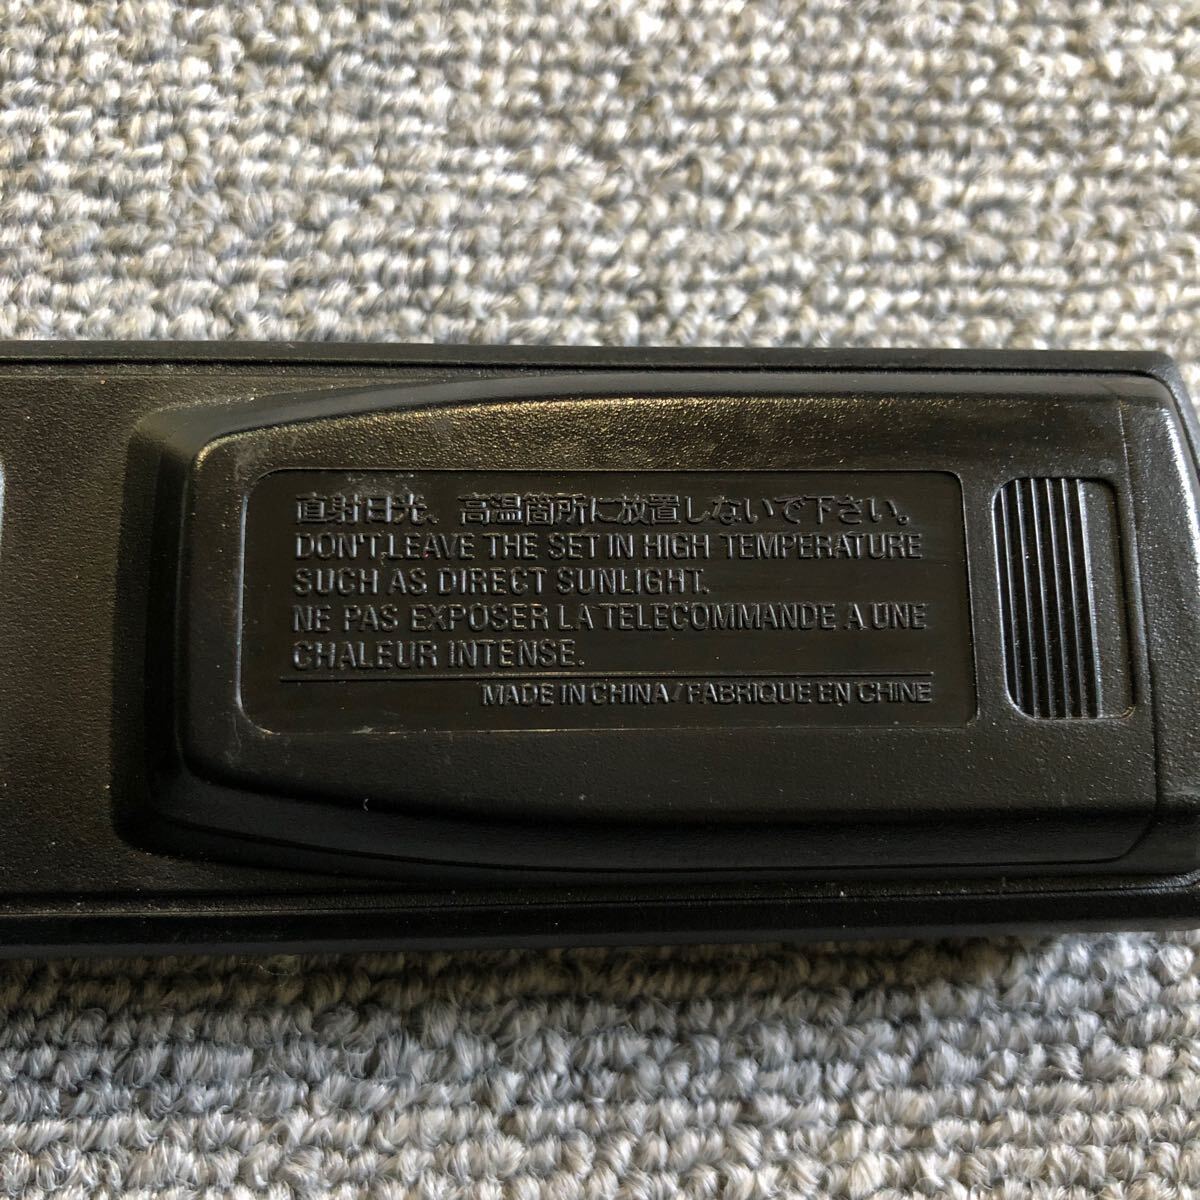 直射日光、高温箇所に放置しないで下さい。
DON'T LEAVE THE SET IN HIGH TEMPERATURE
SUCH AS DIRECT SUNLIGHT.
NE PAS EXPOSER LA TELECOMMANDE A UNE
CHALEUR INTENSE.
MADE IN CHINA/FABRIQUE EN CHINE